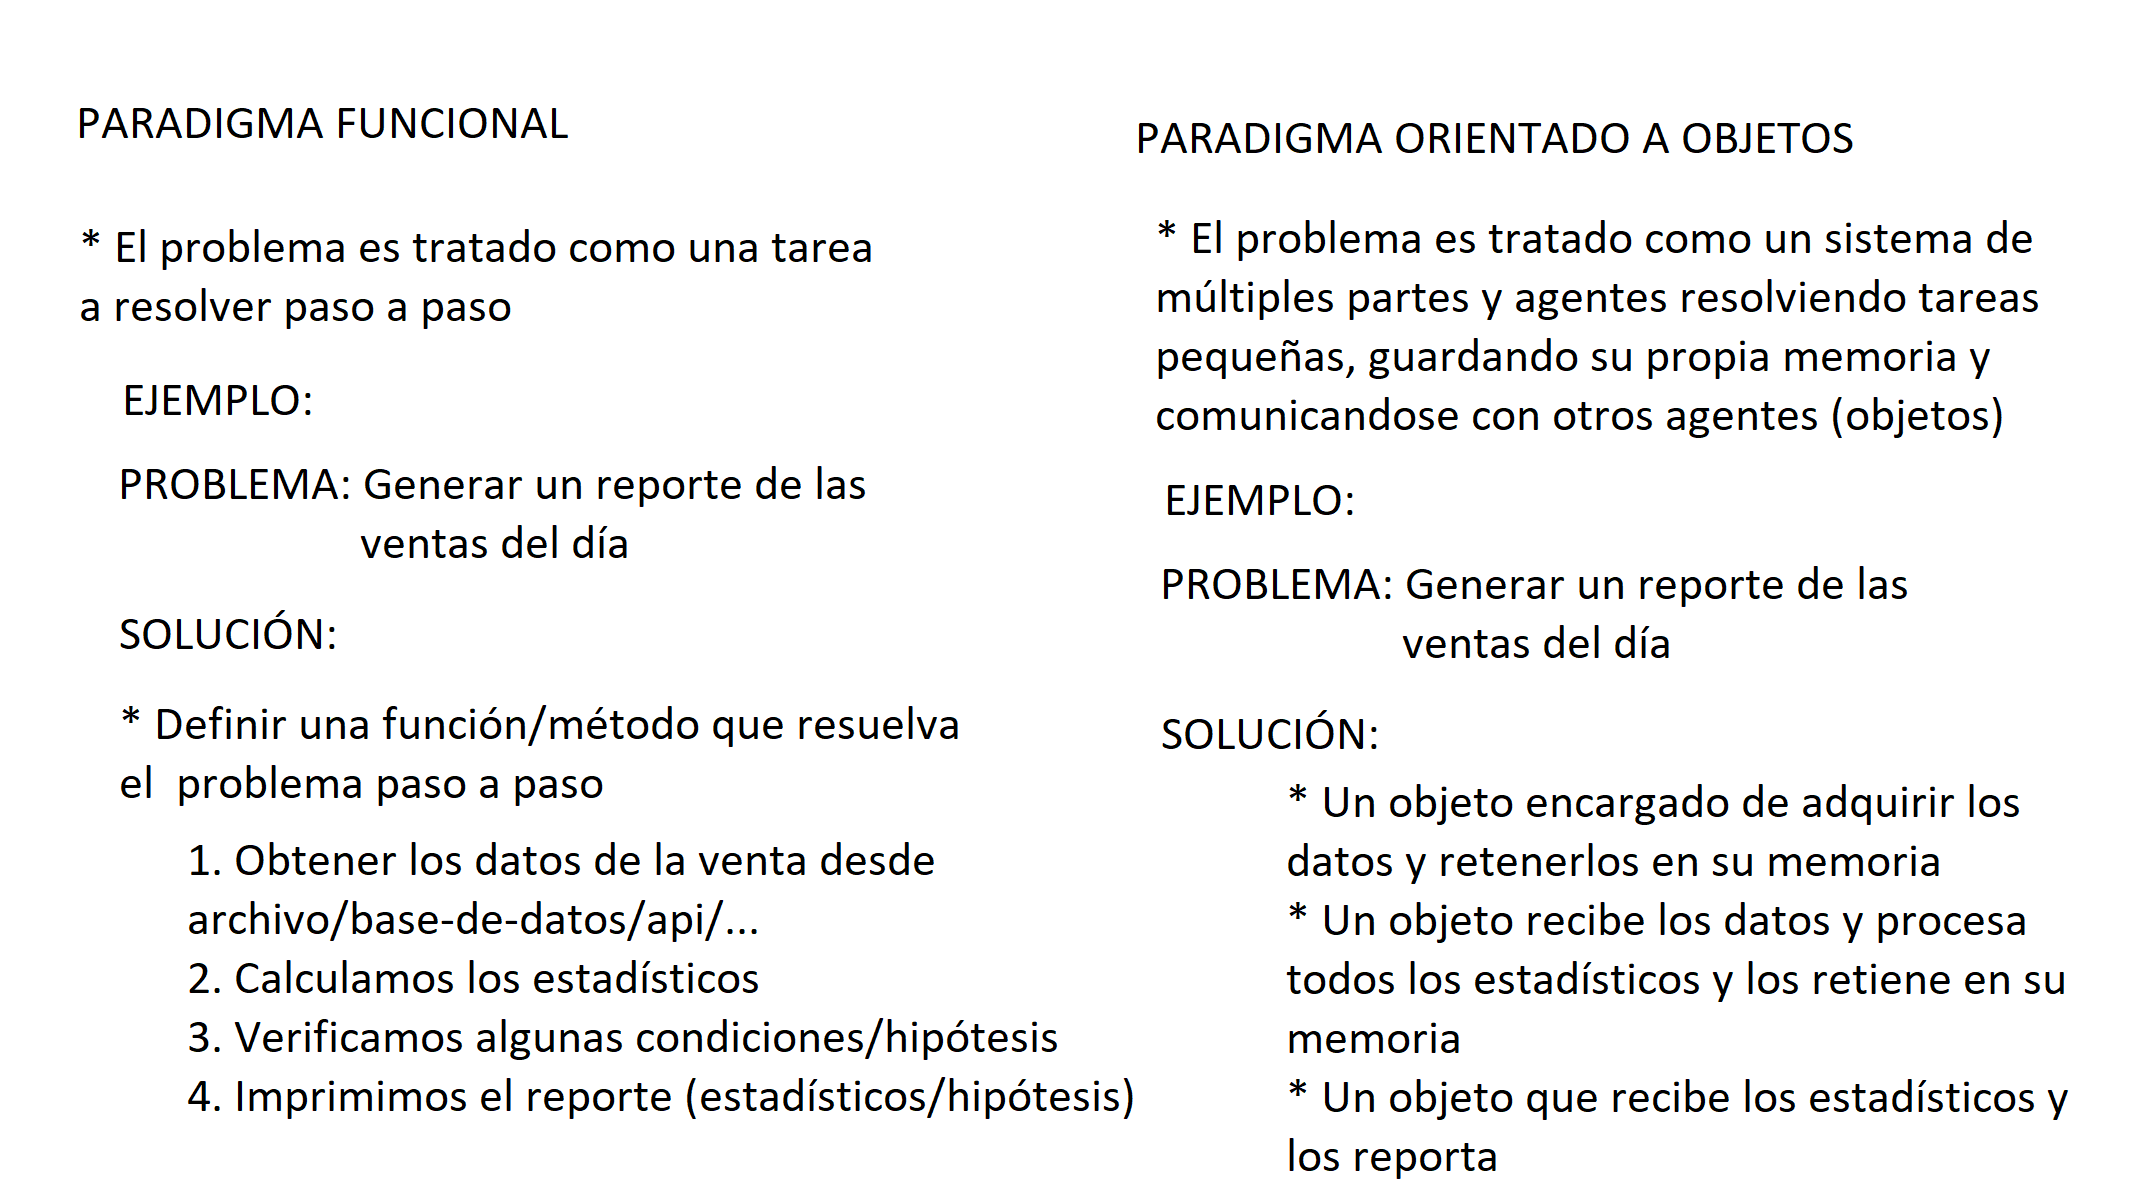 PARADIGMA FUNCIONAL
* El problema es tratado como una tarea
a resolver paso a paso
EJEMPLO:
PROBLEMA: Generar un reporte de las
ventas del día
SOLUCIÓN:
* Definir una función/método que resuelva
el  problema paso a paso
1. Obtener los datos de la venta desde
archivo/base-de-datos/api/...
2. Calculamos los estadísticos
3. Verificamos algunas condiciones/hipótesis
4. Imprimimos el reporte (estadísticos/hipótesis)
PARADIGMA ORIENTADO A OBJETOS
* El problema es tratado como un sistema de
múltiples partes y agentes resolviendo tareas
pequeñas, guardando su propia memoria y
comunicandose con otros agentes (objetos)
EJEMPLO:
PROBLEMA: Generar un reporte de las
ventas del día
SOLUCIÓN:
* Un objeto encargado de adquirir los
datos y retenerlos en su memoria
* Un objeto recibe los datos y procesa
todos los estadísticos y los retiene en su
memoria
* Un objeto que recibe los estadísticos y
los reporta